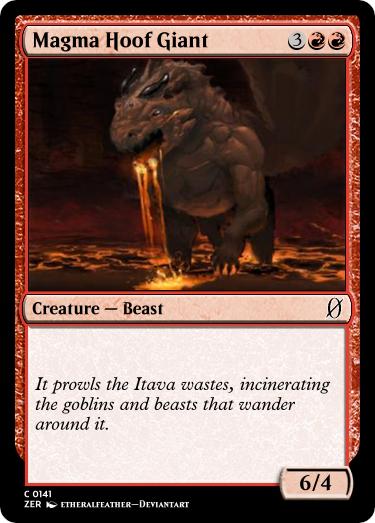 Magma Hoof Giant 3
Creature — Beast
It prowls the Itava wastes, incinerating
the goblins and beasts that wander
around it.
6/4
C 0141
ZER ETHERALFEATHER—DEVIANTART